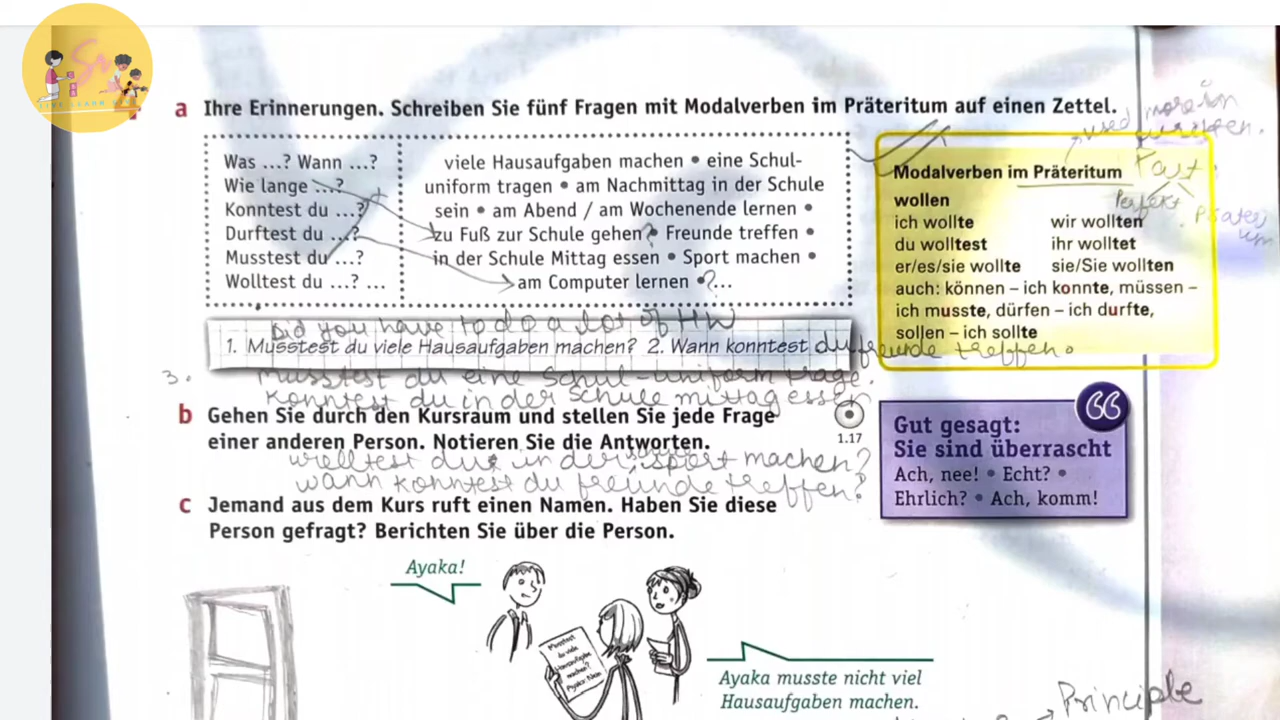 a Ihre Erinnerungen. Schreiben Sie fünf Fragen mit Modalverben im Präteritum auf einen Zettel.
Was ...? Wann ...?
Wie lange ...?
Konntest du ...?
Durftest du ...?
Musstest du ...?
Wolltest du ...? ...
viele Hausaufgaben machen • eine Schul-
uniform tragen • am Nachmittag in der Schule
sein • am Abend / am Wochenende lernen •
zu Fuß zur Schule gehen? • Freunde treffen •
in der Schule Mittag essen • Sport machen •
am Computer lernen •?...
used more in
Past
Perfekt
Modalverben im Präteritum
wollen
ich wollte wir wollten
du wolltest ihr wolltet
er/es/sie wollte sie/Sie wollten
auch: können – ich konnte, müssen –
ich musste, dürfen – ich durfte,
sollen – ich sollte
Did you have to do a lot of HW
1. Musstest du viele Hausaufgaben machen? 2. Wann konntest du freunde treffen.
3. musstest du eine Schul-uniform trage.
Konntest du in der Schule mittag essen
b Gehen Sie durch den Kursraum und stellen Sie jede Frage
einer anderen Person. Notieren Sie die Antworten.
1.17
wolltest du in der sport machen?
wann konntest du freunde treffen?
Gut gesagt:
Sie sind überrascht
Ach, nee! • Echt? •
Ehrlich? • Ach, komm!
c Jemand aus dem Kurs ruft einen Namen. Haben Sie diese
Person gefragt? Berichten Sie über die Person.
Ayaka!
Musstest
du viele
Hausaufgaben
machen?
Ayaka: Nein
Ayaka musste nicht viel
Hausaufgaben machen.
Principle